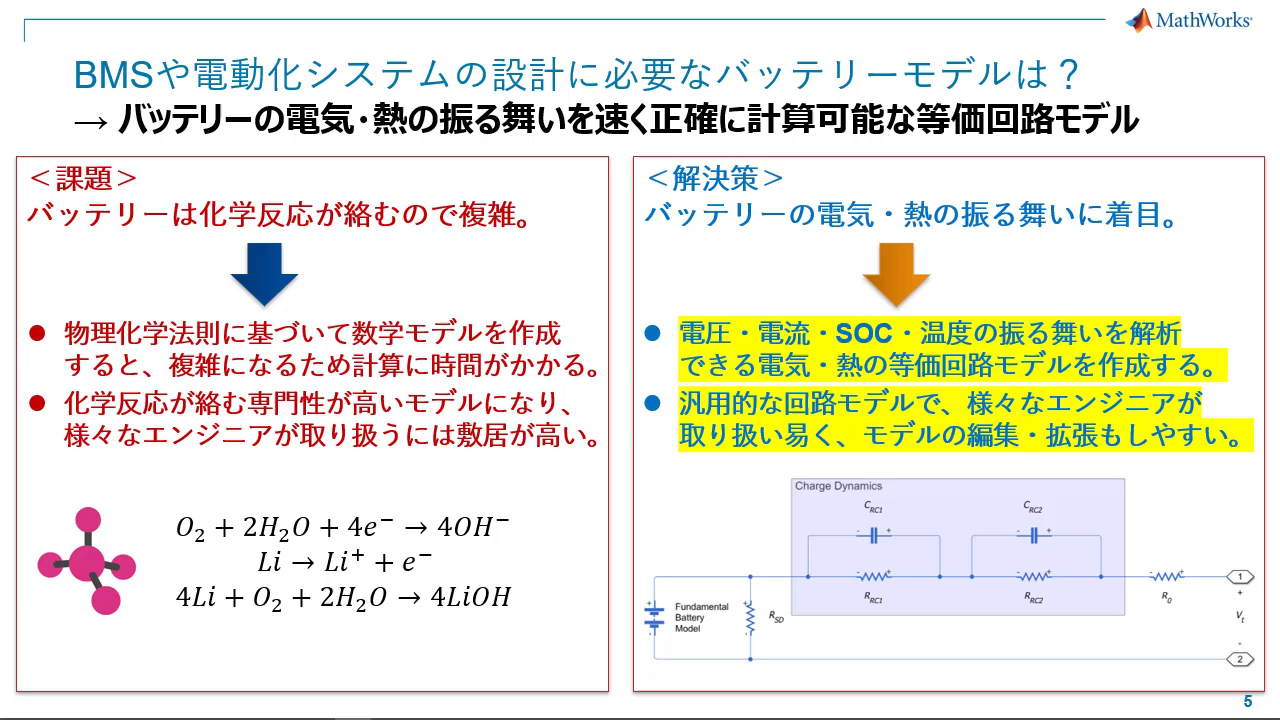 MathWorks
BMSや電動化システムの設計に必要なバッテリーモデルは？
→ バッテリーの電気・熱の振る舞いを速く正確に計算可能な等価回路モデル
＜課題＞
バッテリーは化学反応が絡むので複雑。
● 物理化学法則に基づいて数学モデルを作成
すると、複雑になるため計算に時間がかかる。
● 化学反応が絡む専門性が高いモデルになり、
様々なエンジニアが取り扱うには敷居が高い。
O₂ + 2H₂O + 4e⁻ → 4OH⁻
Li → Li⁺ + e⁻
4Li + O₂ + 2H₂O → 4LiOH
＜解決策＞
バッテリーの電気・熱の振る舞いに着目。
● 電圧・電流・SOC・温度の振る舞いを解析
できる電気・熱の等価回路モデルを作成する。
● 汎用的な回路モデルで、様々なエンジニアが
取り扱い易く、モデルの編集・拡張もしやすい。
Charge Dynamics
C_RC1
C_RC2
- +
- +
- +
- +
- +
R_RC1
R_RC2
R_0
1
+
Fundamental
Battery
Model
+
-
+
-
R_SD
V_t
-
2
5